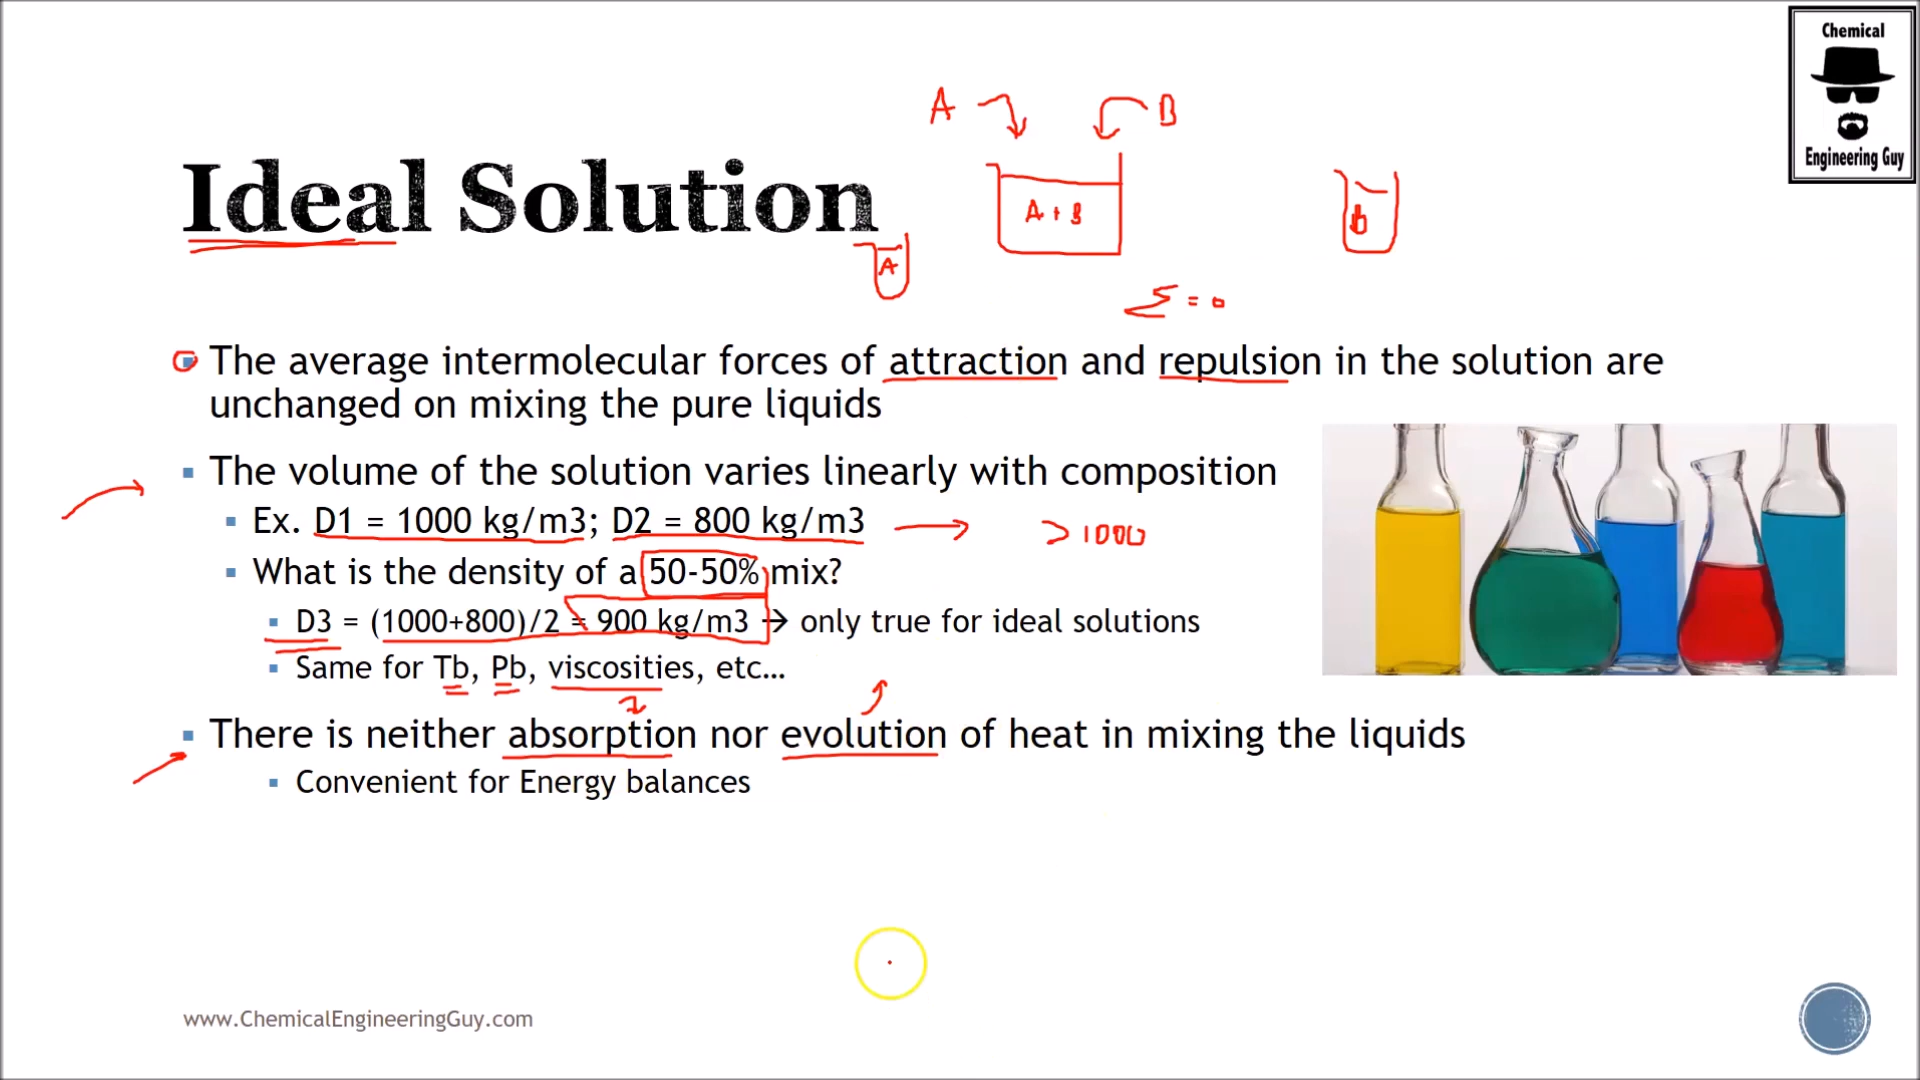 Chemical
Engineering Guy
A B
Ideal Solution
A + B
b
A
Σ = 0
The average intermolecular forces of attraction and repulsion in the solution are
unchanged on mixing the pure liquids
The volume of the solution varies linearly with composition
Ex. D1 = 1000 kg/m3; D2 = 800 kg/m3 → > 1000
What is the density of a 50-50% mix?
D3 = (1000+800)/2 = 900 kg/m3 → only true for ideal solutions
Same for Tb, Pb, viscosities, etc…
There is neither absorption nor evolution of heat in mixing the liquids
Convenient for Energy balances
www.ChemicalEngineeringGuy.com